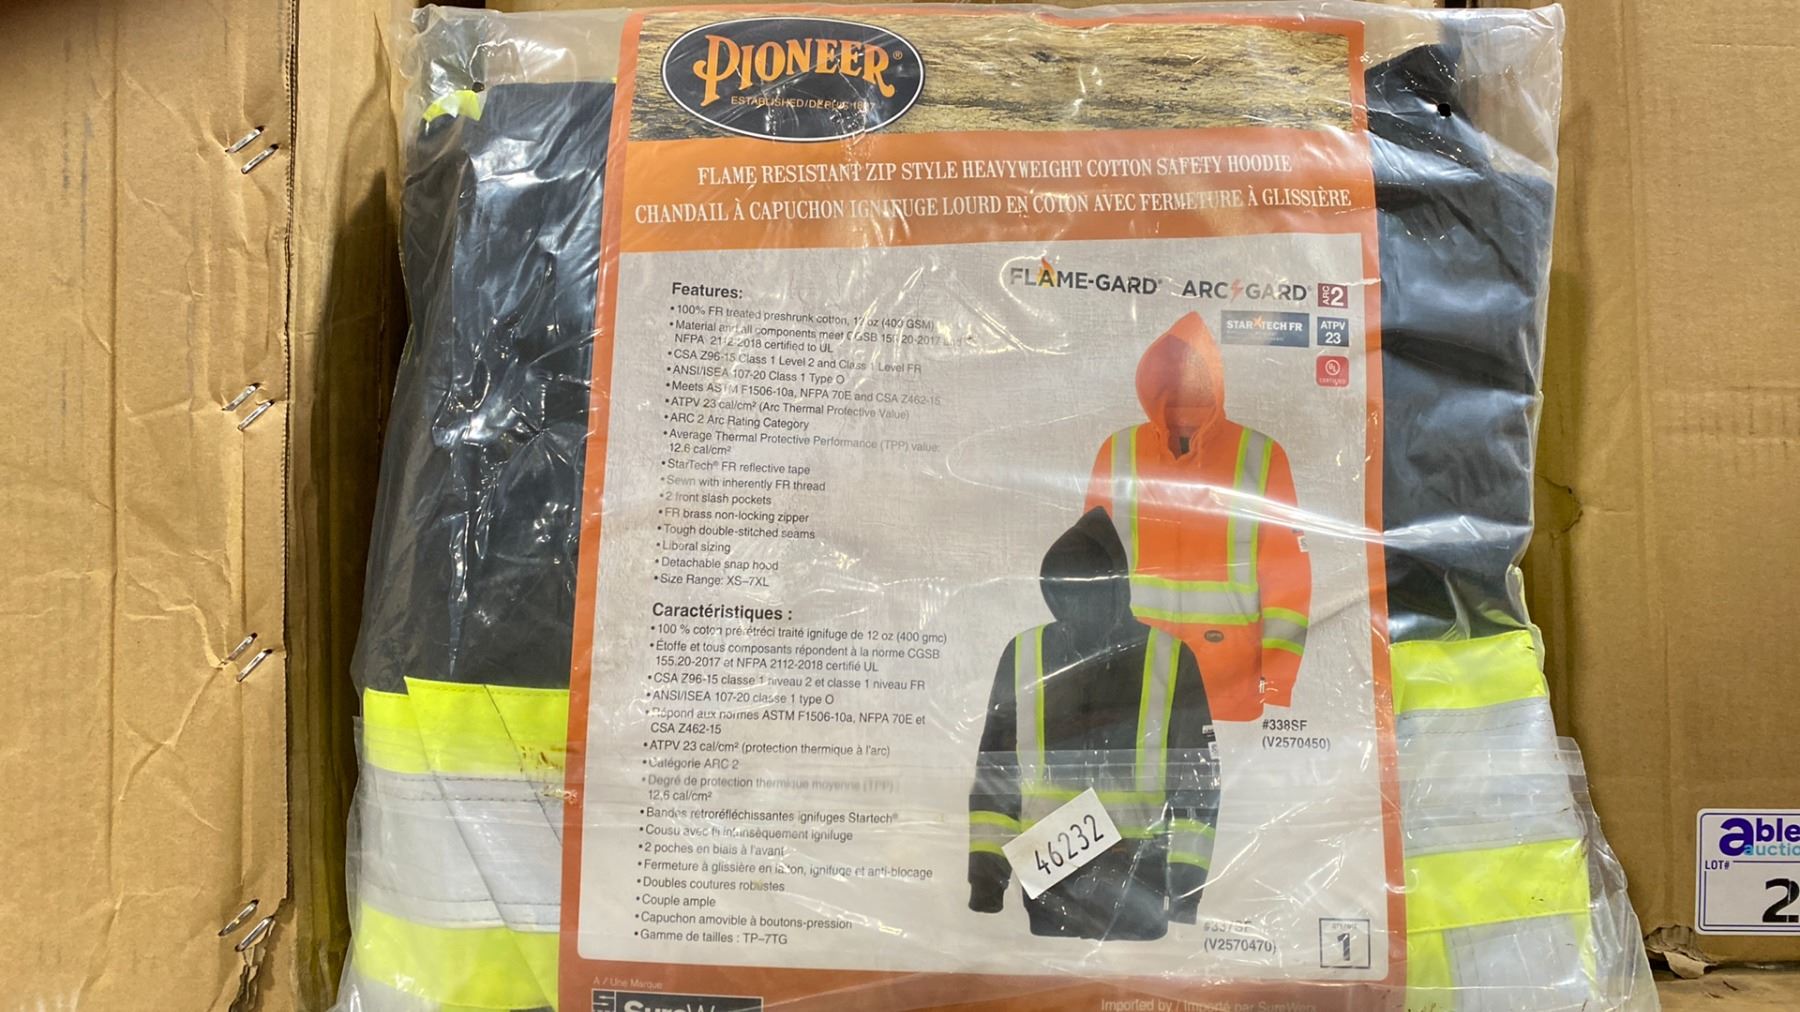 PIONEER®
ESTABLISHED/DEPUIS 1877
FLAME RESISTANT ZIP STYLE HEAVYWEIGHT COTTON SAFETY HOODIE
CHANDAIL À CAPUCHON IGNIFUGE LOURD EN COTON AVEC FERMETURE À GLISSIÈRE
FLAME-GARD® ARC GARD® ARC 2
STARTECH FR
ATPV
23
UL
CERTIFIED
Features:
• 100% FR treated preshrunk cotton, 12 oz (400 GSM)
• Material and all components meet CGSB 155.20-2017 and
NFPA 2112-2018 certified to UL
• CSA Z96-15 Class 1 Level 2 and Class 1 Level FR
• ANSI/ISEA 107-20 Class 1 Type O
• Meets ASTM F1506-10a, NFPA 70E and CSA Z462-15
• ATPV 23 cal/cm² (Arc Thermal Protective Value)
• ARC 2 Arc Rating Category
• Average Thermal Protective Performance (TPP) value:
12.6 cal/cm²
• StarTech® FR reflective tape
• Sewn with inherently FR thread
• 2 front slash pockets
• FR brass non-locking zipper
• Tough double-stitched seams
• Liberal sizing
• Detachable snap hood
• Size Range: XS–7XL
Caractéristiques :
• 100 % coton prérétréci traité ignifuge de 12 oz (400 gmc)
• Étoffe et tous composants répondent à la norme CGSB
155.20-2017 et NFPA 2112-2018 certifié UL
• CSA Z96-15 classe 1 niveau 2 et classe 1 niveau FR
• ANSI/ISEA 107-20 classe 1 type O
• Répond aux normes ASTM F1506-10a, NFPA 70E et
CSA Z462-15
• ATPV 23 cal/cm² (protection thermique à l'arc)
• Catégorie ARC 2
• Degré de protection thermique moyenne (TPP) :
12,6 cal/cm²
• Bandes rétroréfléchissantes ignifuges Startech®
• Cousu avec fil intrinsèquement ignifuge
• 2 poches en biais à l'avant
• Fermeture à glissière en laiton, ignifuge et anti-blocage
• Doubles coutures robustes
• Couple ample
• Capuchon amovible à boutons-pression
• Gamme de tailles : TP–7TG
#338SF
(V2570450)
46232
#337SF
(V2570470)
1
A / Une Marque
SureWerx
Imported by / Importé par SureWerx
able
auctio
LOT#
2